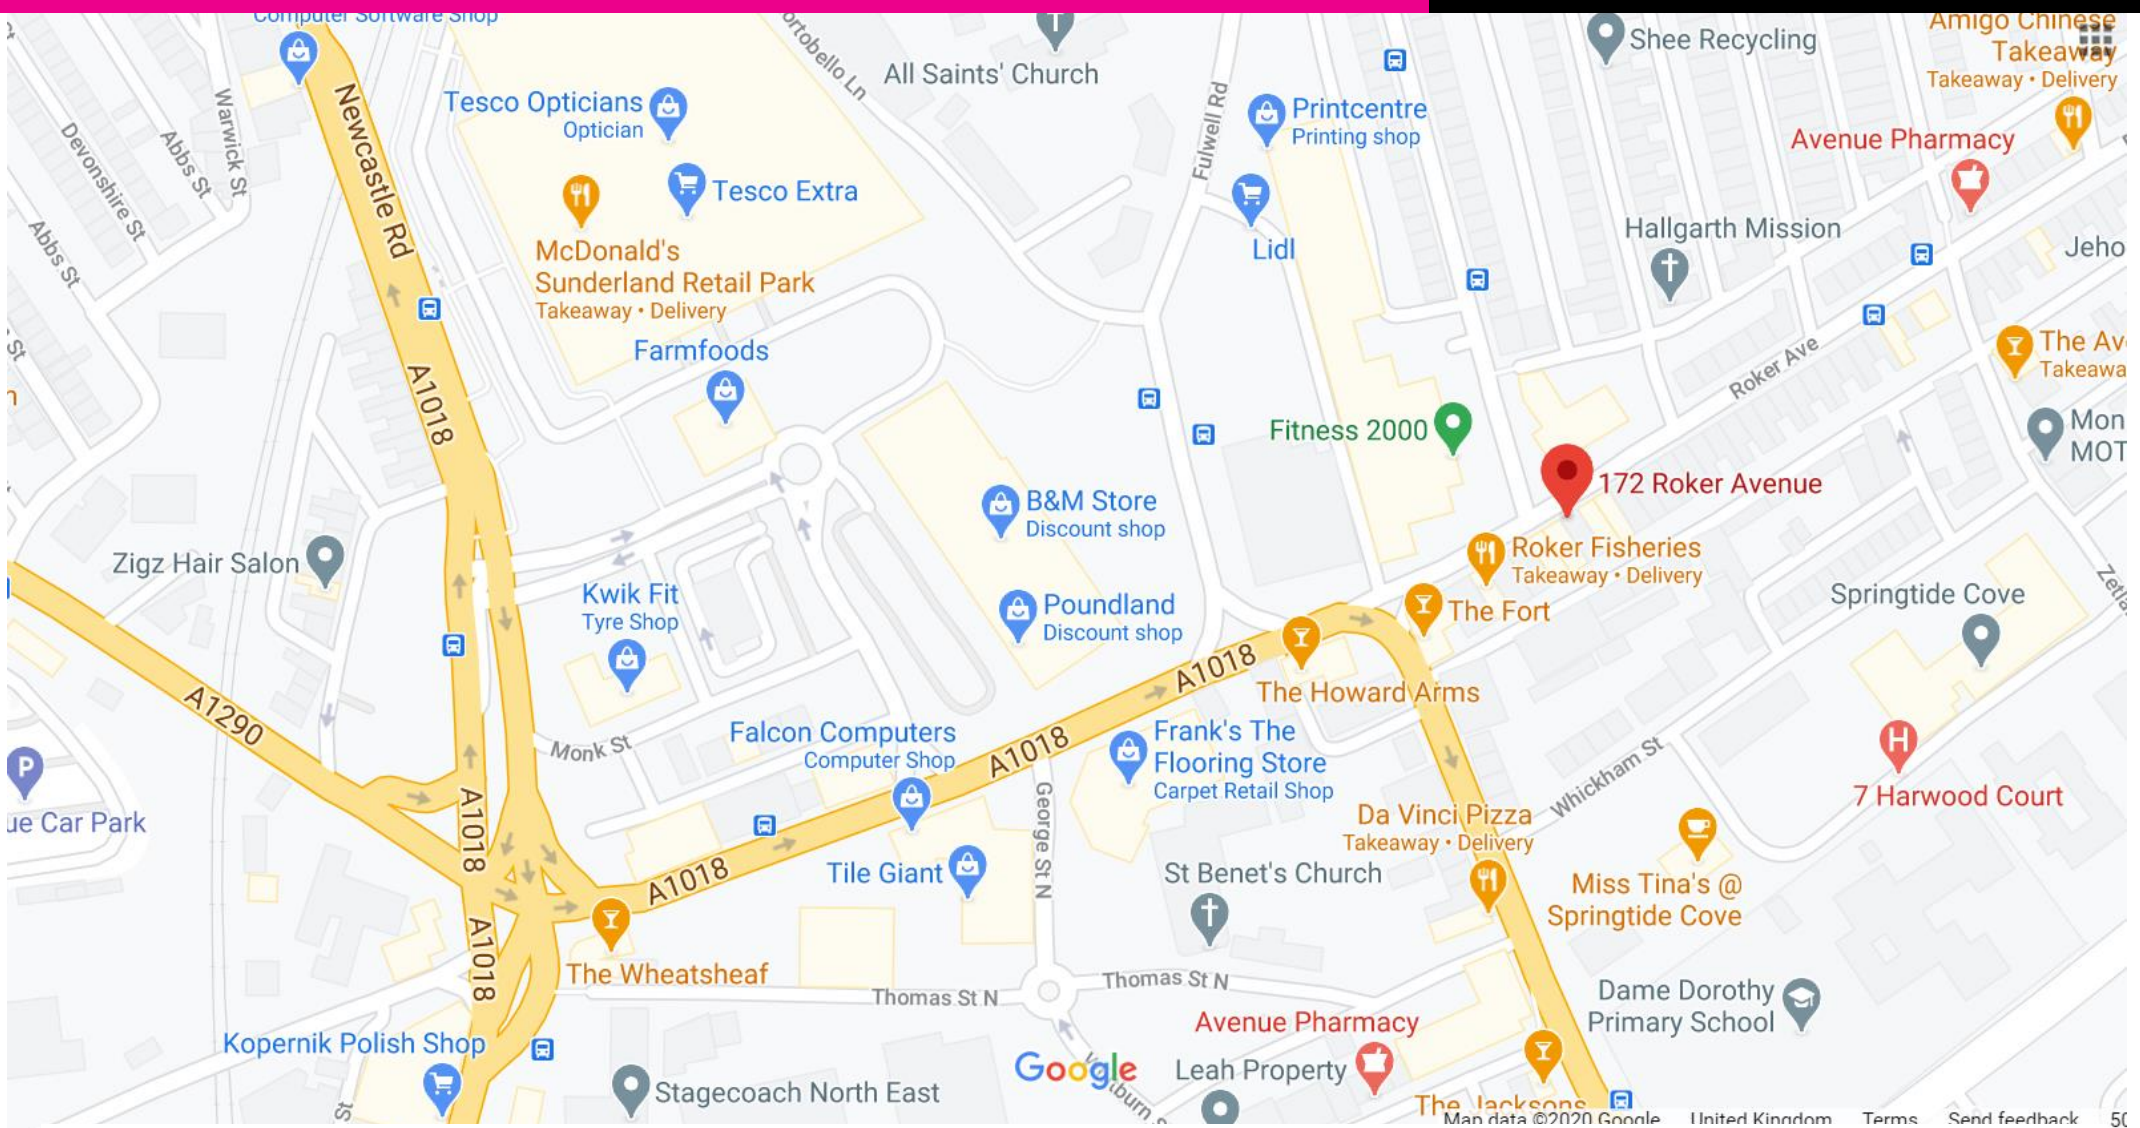 Computer Software Shop
Newcastle Rd
Warwick St
Abbs St
Devonshire St
Abbs St
St
Tesco Opticians
Optician
Tesco Extra
McDonald's
Sunderland Retail Park
Takeaway • Delivery
Farmfoods
ortobello Ln
All Saints' Church
Fulwell Rd
Printcentre
Printing shop
Lidl
Shee Recycling
Amigo Chinese
Takeaway
Takeaway • Delivery
Avenue Pharmacy
Hallgarth Mission
Jeho
Roker Ave
The Av
Takeawa
Mon
MOT
A1018
Fitness 2000
172 Roker Avenue
B&M Store
Discount shop
Roker Fisheries
Takeaway • Delivery
Zigz Hair Salon
Kwik Fit
Tyre Shop
Poundland
Discount shop
The Fort
Springtide Cove
Zetla
A1018
The Howard Arms
A1290
Monk St
Falcon Computers
Computer Shop
A1018
Frank's The
Flooring Store
Carpet Retail Shop
Whickham St
H
7 Harwood Court
P
ue Car Park
A1018
George St N
Da Vinci Pizza
Takeaway • Delivery
A1018
Tile Giant
St Benet's Church
Miss Tina's @
Springtide Cove
A1018
The Wheatsheaf
Thomas St N
Thomas St N
Dame Dorothy
Primary School
Avenue Pharmacy
Kopernik Polish Shop
Google
Leah Property
Stagecoach North East
St
burn
The Jacksons
Map data ©2020 Google United Kingdom Terms Send feedback 50